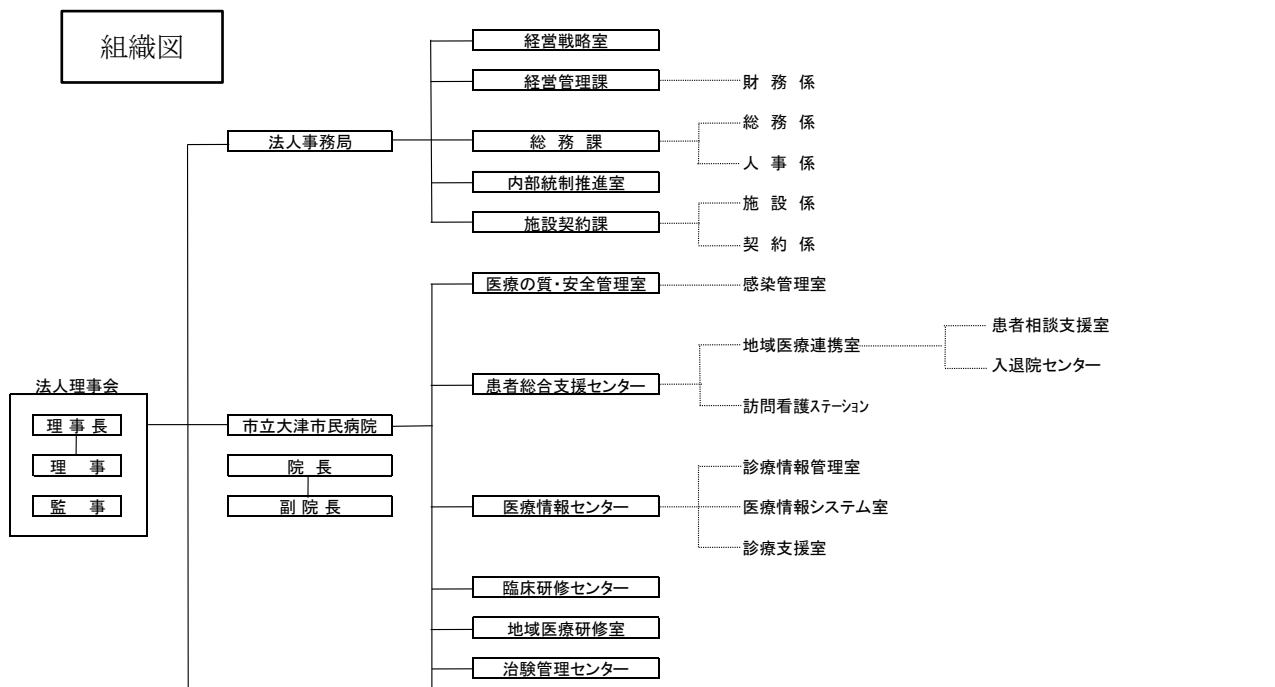 組織図
経営戦略室
経営管理課
財 務 係
総 務 係
法人事務局
総 務 課
人 事 係
内部統制推進室
施 設 係
施設契約課
契 約 係
医療の質・安全管理室
感染管理室
患者相談支援室
地域医療連携室
入退院センター
法人理事会
患者総合支援センター
訪問看護ステーション
理 事 長
市立大津市民病院
理 事
院 長
診療情報管理室
監 事
副 院 長
医療情報センター
医療情報システム室
診療支援室
臨床研修センター
地域医療研修室
治験管理センター